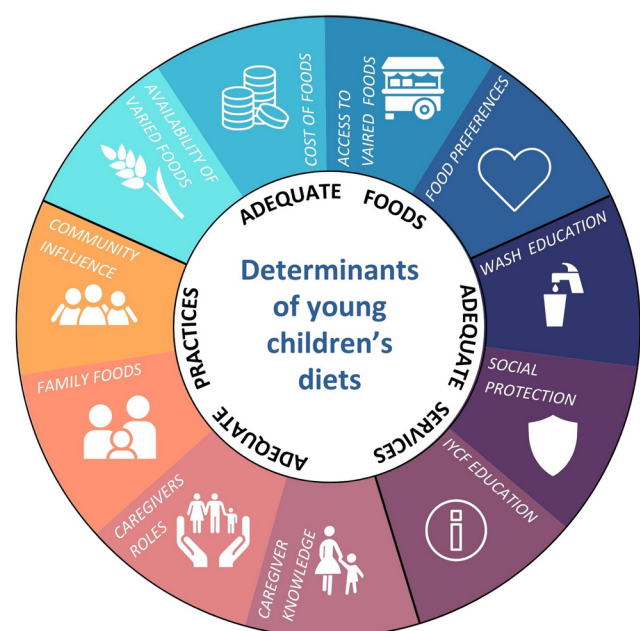 Determinants
of young
children's
diets
ADEQUATE FOODS
AVAILABILITY OF
VARIED FOODS
COST OF FOODS
ACCESS TO
VAIRED FOODS
FOOD PREFERENCES
ADEQUATE SERVICES
WASH EDUCATION
SOCIAL
PROTECTION
IYCF EDUCATION
ADEQUATE PRACTICES
CAREGIVER
KNOWLEDGE
CAREGIVERS
ROLES
FAMILY FOODS
COMMUNITY
INFLUENCE